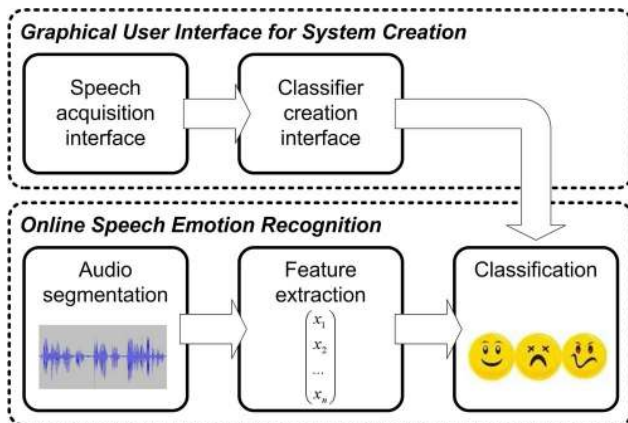 Graphical User Interface for System Creation
Speech
acquisition
interface
Classifier
creation
interface
Online Speech Emotion Recognition
Audio
segmentation
Feature
extraction
x₁
x₂
...
xₙ
Classification